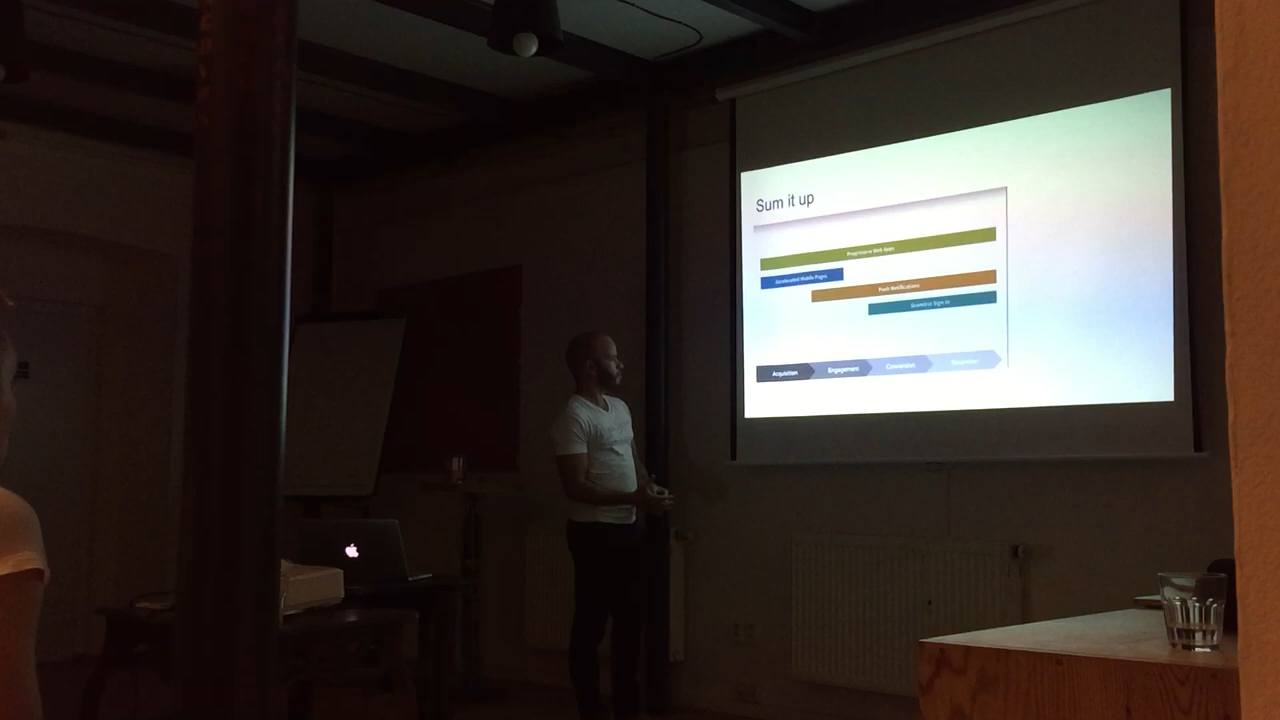 Sum it up
Progressive Web Apps
Accelerated Mobile Pages
Push Notifications
Seamless Sign In
Acquisition
Engagement
Conversion
Retention